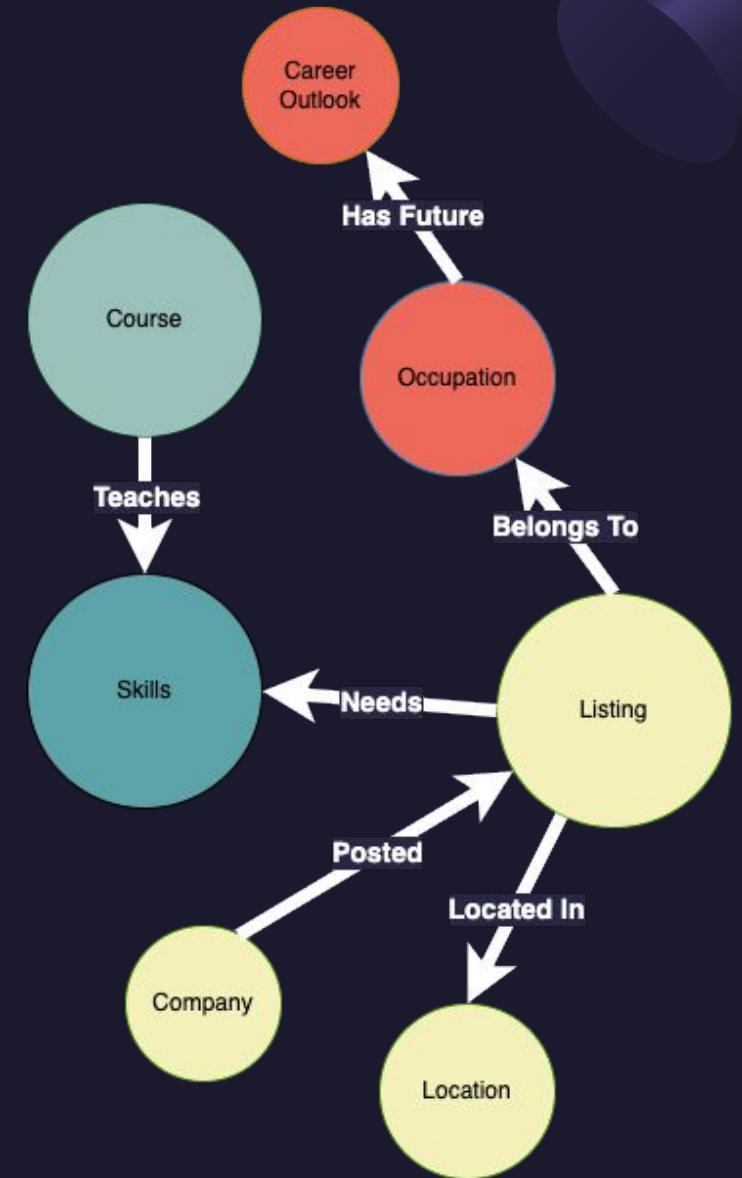 Career
Outlook
Has Future
Course
Occupation
Teaches
Belongs To
Skills
Needs
Listing
Posted
Located In
Company
Location